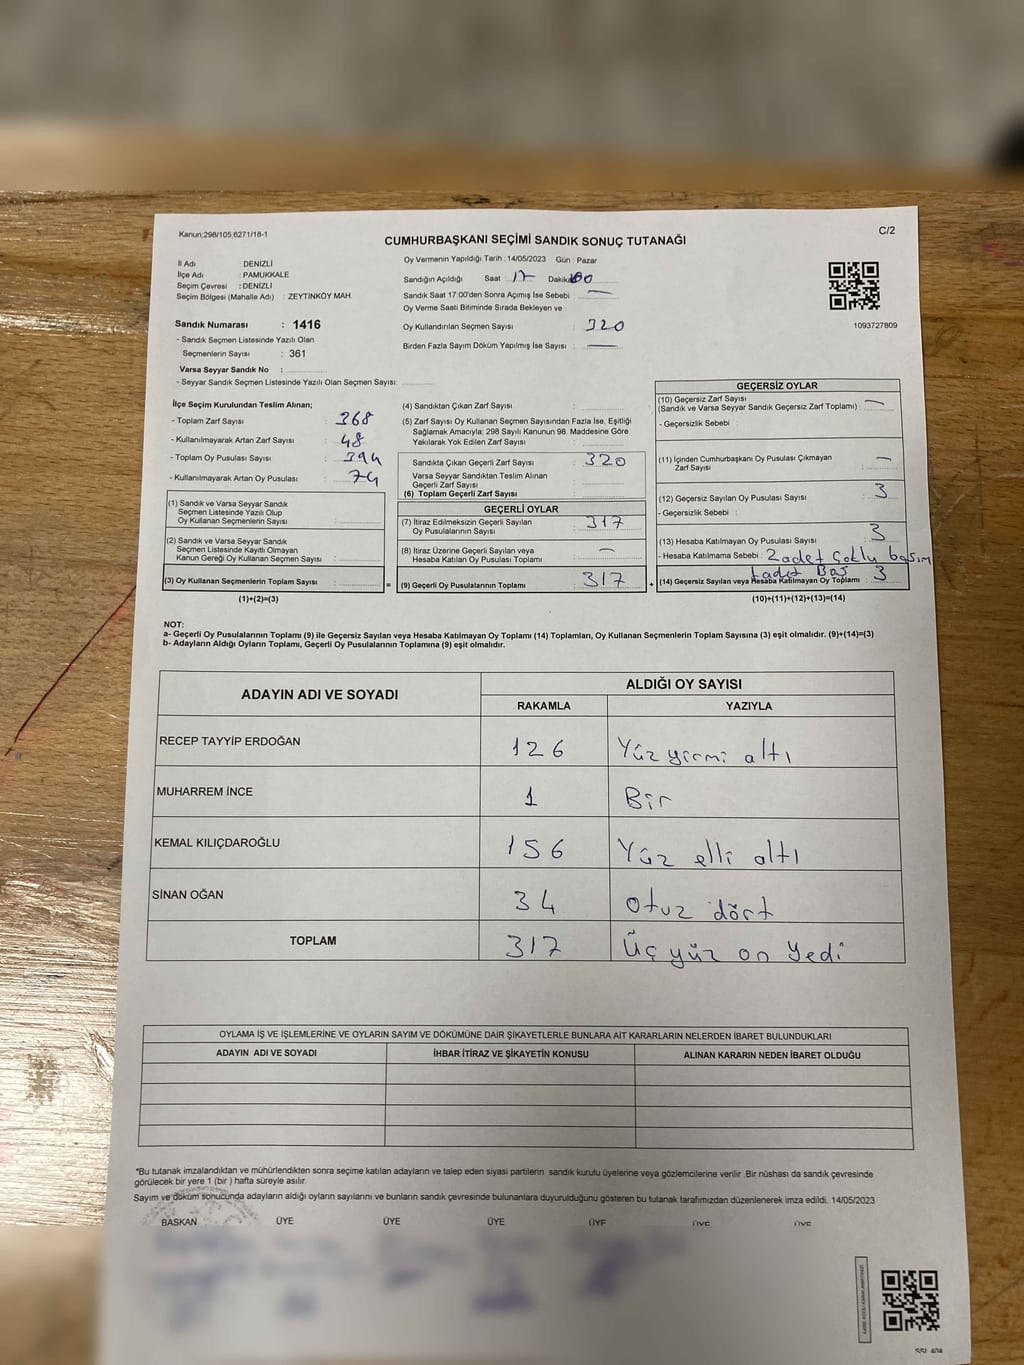 Kanun;298/105;6271/18-1
C/2
CUMHURBAŞKANI SEÇİMİ SANDIK SONUÇ TUTANAĞI
İl Adı : DENİZLİ
İlçe Adı : PAMUKKALE
Seçim Çevresi : DENİZLİ
Seçim Bölgesi (Mahalle Adı) : ZEYTİNKÖY MAH.
Sandık Numarası : 1416
- Sandık Seçmen Listesinde Yazılı Olan
Seçmenlerin Sayısı : 361
Varsa Seyyar Sandık No :
- Seyyar Sandık Seçmen Listesinde Yazılı Olan Seçmen Sayısı:
Oy Vermenin Yapıldığı Tarih : 14/05/2023 Gün : Pazar
Sandığın Açıldığı Saat 17 Dakika
Sandık Saat 17:00'den Sonra Açımış İse Sebebi : —
Oy Verme Saati Bitiminde Sırada Bekleyen ve
Oy Kullandırılan Seçmen Sayısı : 320
Birden Fazla Sayım Döküm Yapılmış İse Sayısı : —
1093727809
İlçe Seçim Kurulundan Teslim Alınan;
- Toplam Zarf Sayısı : 368
- Kullanılmayarak Artan Zarf Sayısı : 48
- Toplam Oy Pusulası Sayısı : 394
- Kullanılmayarak Artan Oy Pusulası : 74
(1) Sandık ve Varsa Seyyar Sandık
Seçmen Listesinde Yazılı Olup
Oy Kullanan Seçmenlerin Sayısı :
(2) Sandık ve Varsa Seyyar Sandık
Seçmen Listesinde Kayıtlı Olmayan
Kanun Gereği Oy Kullanan Seçmen Sayısı :
(3) Oy Kullanan Seçmenlerin Toplam Sayısı : =
(1)+(2)=(3)
(4) Sandıktan Çıkan Zarf Sayısı :
(5) Zarf Sayısı Oy Kullanan Seçmen Sayısından Fazla İse, Eşitliği
Sağlamak Amacıyla; 298 Sayılı Kanunun 98. Maddesine Göre
Yakılarak Yok Edilen Zarf Sayısı :
Sandıkta Çıkan Geçerli Zarf Sayısı : 320
Varsa Seyyar Sandıktan Teslim Alınan
Geçerli Zarf Sayısı :
(6) Toplam Geçerli Zarf Sayısı :
GEÇERLİ OYLAR
(7) İtiraz Edilmeksizin Geçerli Sayılan
Oy Pusulalarının Sayısı : 317
(8) İtiraz Üzerine Geçerli Sayılan veya
Hesaba Katılan Oy Pusulası Toplamı : —
(9) Geçerli Oy Pusulalarının Toplamı : 317 +
GEÇERSİZ OYLAR
(10) Geçersiz Zarf Sayısı
(Sandık ve Varsa Seyyar Sandık Geçersiz Zarf Toplamı) : —
- Geçersizlik Sebebi :
(11) İçinden Cumhurbaşkanı Oy Pusulası Çıkmayan
Zarf Sayısı : —
(12) Geçersiz Sayılan Oy Pusulası Sayısı : 3
- Geçersizlik Sebebi :
(13) Hesaba Katılmayan Oy Pusulası Sayısı : 3
- Hesaba Katılmama Sebebi : 2 adet Çoklu basım
1 adet Boş
(14) Geçersiz Sayılan veya Hesaba Katılmayan Oy Toplamı : 3
(10)+(11)+(12)+(13)=(14)
NOT:
a- Geçerli Oy Pusulalarının Toplamı (9) ile Geçersiz Sayılan veya Hesaba Katılmayan Oy Toplamı (14) Toplamları, Oy Kullanan Seçmenlerin Toplam Sayısına (3) eşit olmalıdır. (9)+(14)=(3)
b- Adayların Aldığı Oyların Toplamı, Geçerli Oy Pusulalarının Toplamına (9) eşit olmalıdır.
ADAYIN ADI VE SOYADI ALDIĞI OY SAYISI
RAKAMLA YAZIYLA
RECEP TAYYİP ERDOĞAN 126 Yüz yirmi altı
MUHARREM İNCE 1 Bir
KEMAL KILIÇDAROĞLU 156 Yüz elli altı
SİNAN OĞAN 34 Otuz dört
TOPLAM 317 Üç yüz on yedi
OYLAMA İŞ VE İŞLEMLERİNE VE OYLARIN SAYIM VE DÖKÜMÜNE DAİR ŞİKAYETLERLE BUNLARA AİT KARARLARIN NELERDEN İBARET BULUNDUKLARI
ADAYIN ADI VE SOYADI İHBAR İTİRAZ VE ŞİKAYETİN KONUSU ALINAN KARARIN NEDEN İBARET OLDUĞU
*Bu tutanak imzalandıktan ve mühürlendikten sonra seçime katılan adayların ve talep eden siyasi partilerin sandık kurulu üyelerine veya gözlemcilerine verilir .Bir nüshası da sandık çevresinde
görülecek bir yere 1 (bir ) hafta süreyle asılır.
Sayım ve döküm sonucunda adayların aldığı oyların sayılarını ve bunların sandık çevresinde bulunanlara duyurulduğunu gösteren bu tutanak tarafımızdan düzenlenerek imza edildi. 14/05/2023
BAŞKAN ÜYE ÜYE ÜYE ÜYE ÜYE ÜYE